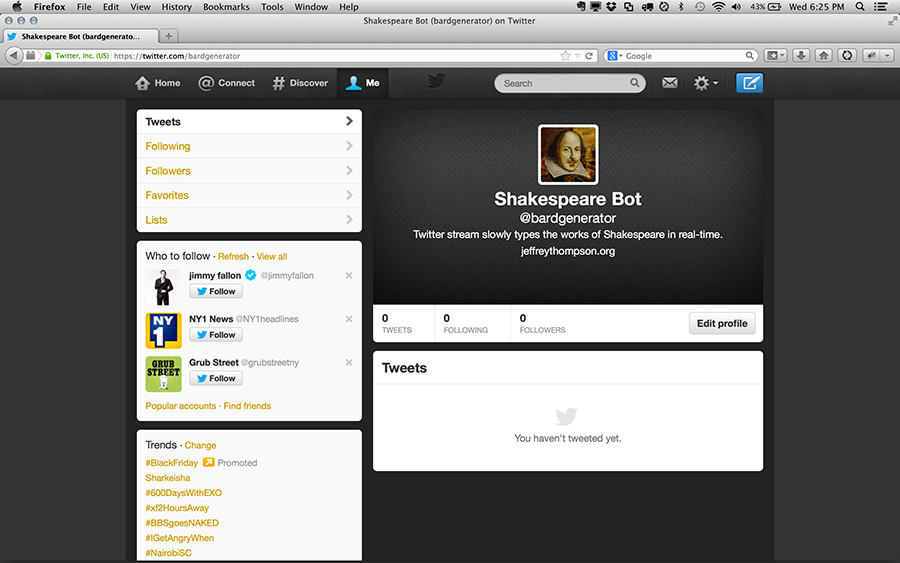 Firefox File Edit View History Bookmarks Tools Window Help 43% Wed 6:25 PM
Shakespeare Bot (bardgenerator) on Twitter
Shakespeare Bot (bardgenerato...
Twitter, Inc. (US) https://twitter.com/bardgenerator Google
Home Connect Discover Me Search
Tweets
Following
Followers
Favorites
Lists
Who to follow · Refresh · View all
jimmy fallon @jimmyfallon
Follow
NY1 News @NY1headlines
Follow
NY
1
Grub Street @grubstreetny
Follow
GRUB
STREET
Popular accounts · Find friends
Trends · Change
#BlackFriday Promoted
Sharkeisha
#600DaysWithEXO
#xf2HoursAway
#BBSgoesNAKED
#IGetAngryWhen
#NairobiSC
Shakespeare Bot
@bardgenerator
Twitter stream slowly types the works of Shakespeare in real-time.
jeffreythompson.org
0 0 0
TWEETS FOLLOWING FOLLOWERS
Edit profile
Tweets
You haven't tweeted yet.